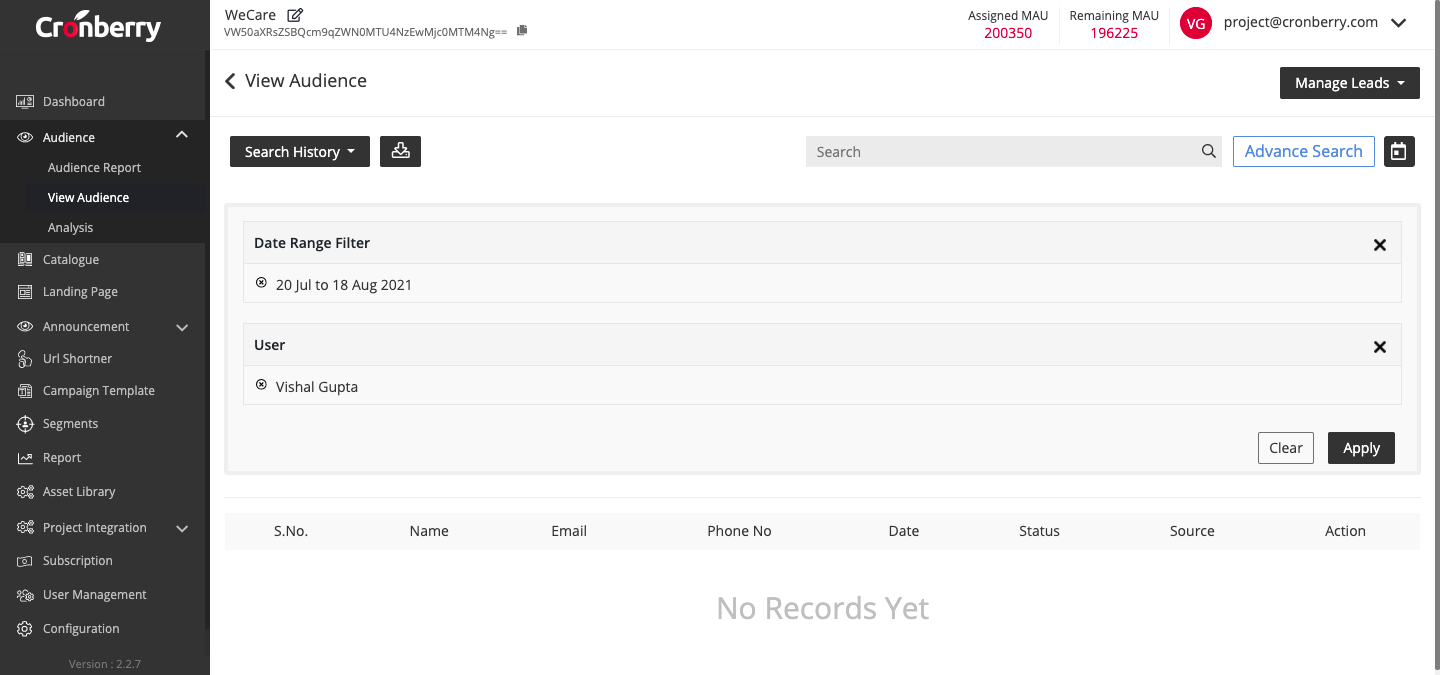 Cronberry
WeCare
VW50aXRsZSBQcm9qZWN0MTU4NzEwMjc0MTM4Ng==
Assigned MAU
200350
Remaining MAU
196225
VG
project@cronberry.com
Dashboard
Audience
Audience Report
View Audience
Analysis
Catalogue
Landing Page
Announcement
Url Shortner
Campaign Template
Segments
Report
Asset Library
Project Integration
Subscription
User Management
Configuration
Version : 2.2.7
View Audience
Manage Leads
Search History
Search
Advance Search
Date Range Filter
20 Jul to 18 Aug 2021
User
Vishal Gupta
Clear
Apply
S.No. Name Email Phone No Date Status Source Action
No Records Yet